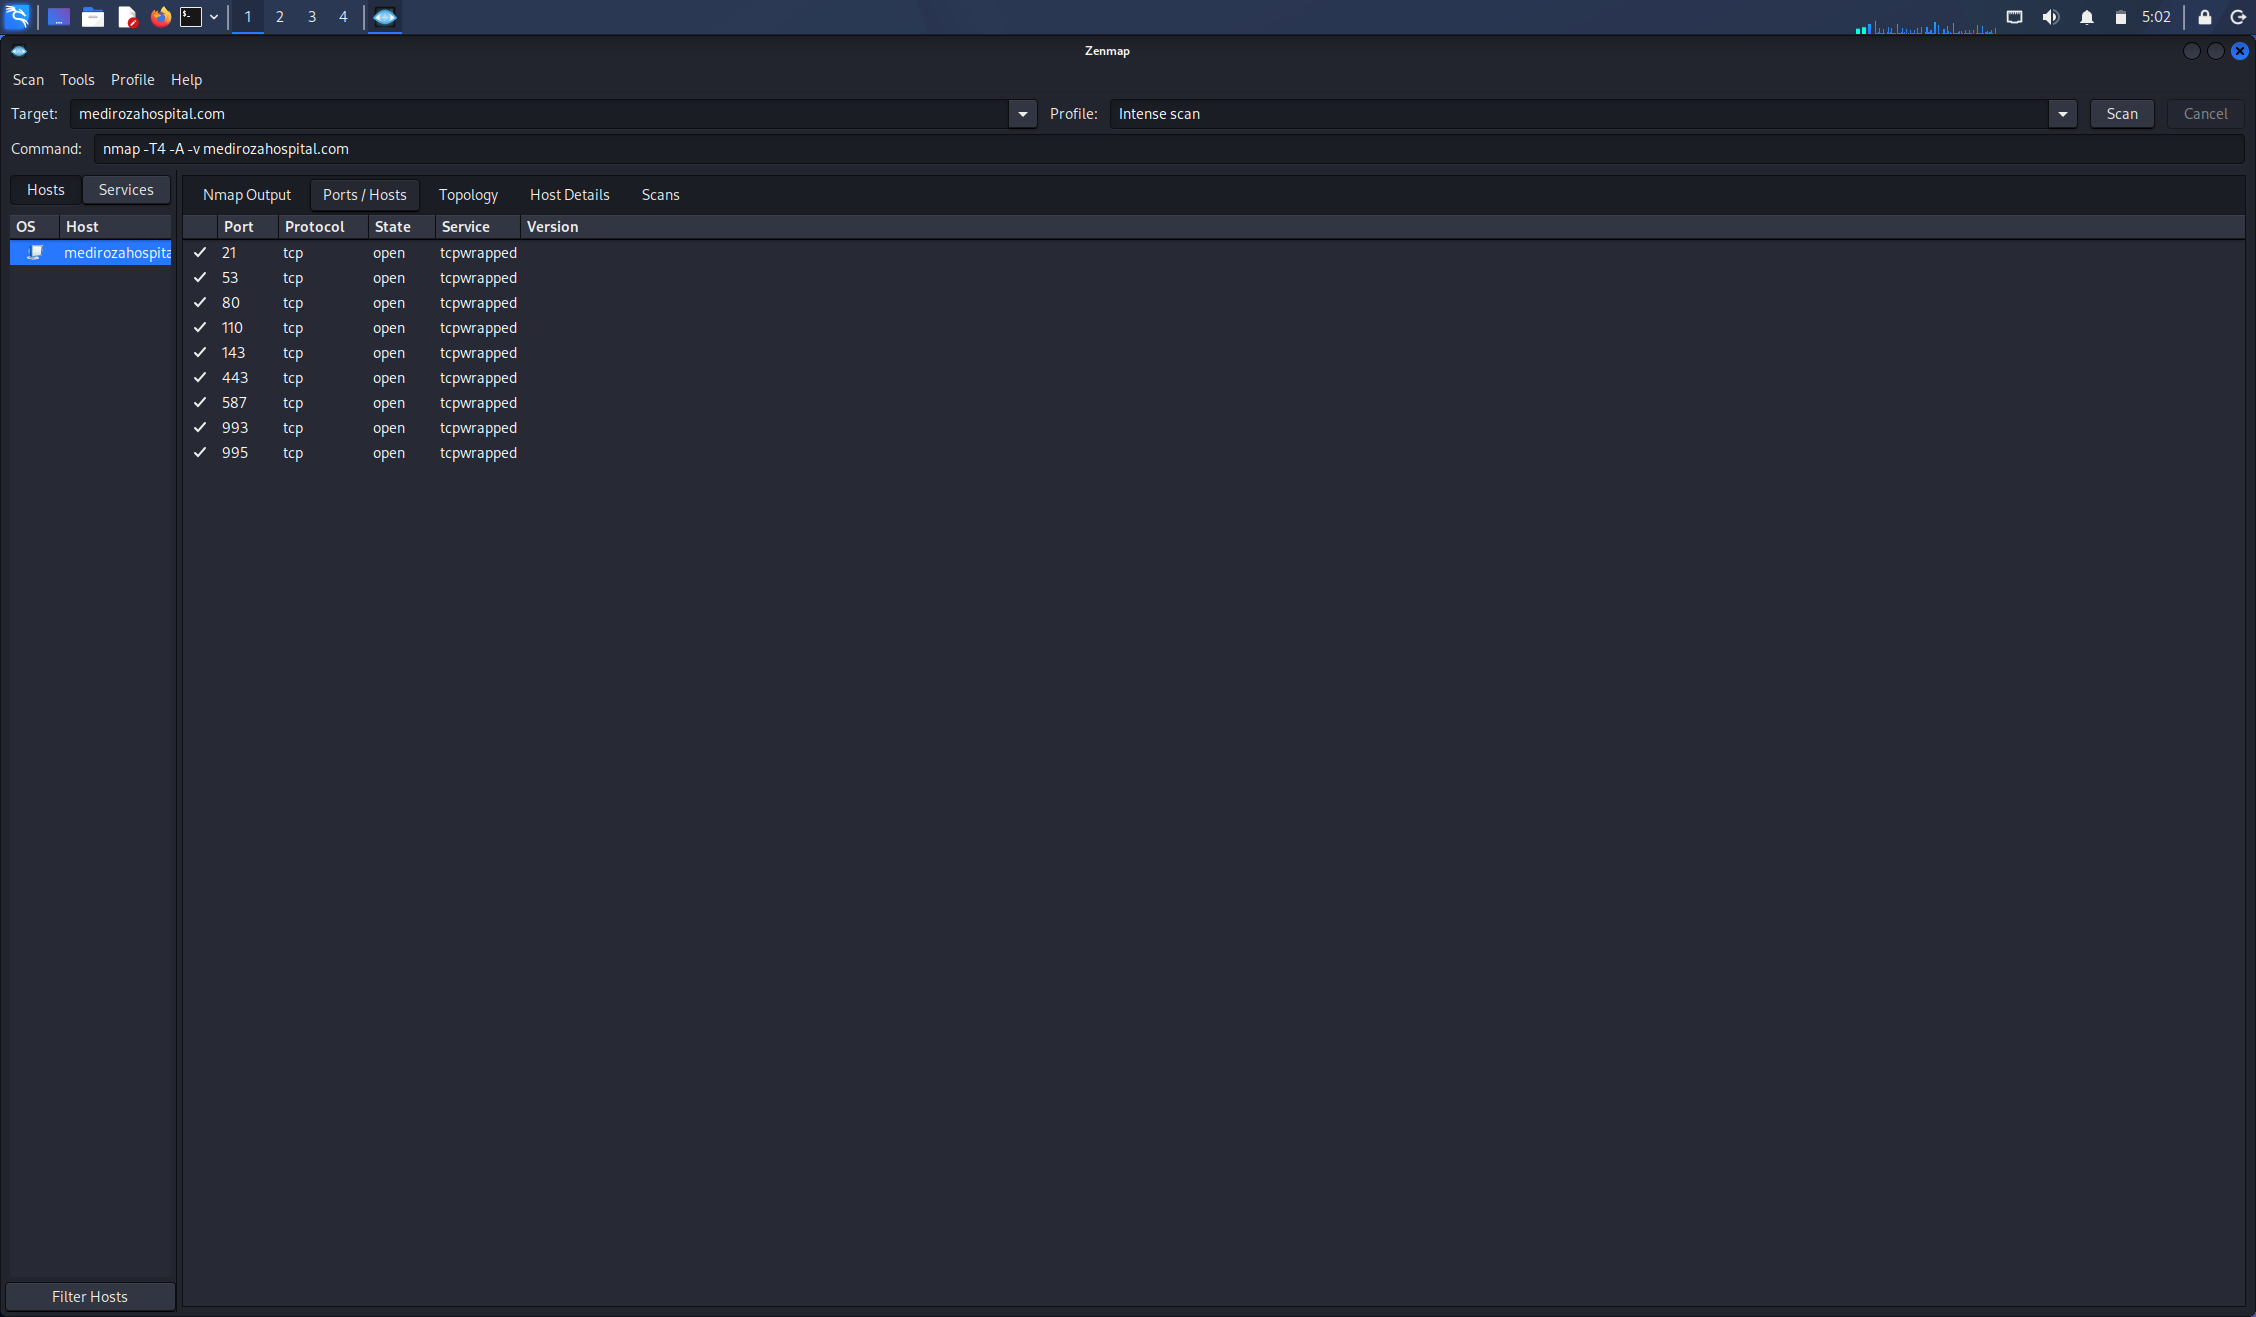 1 2 3 4 5:02
Zenmap
Scan Tools Profile Help
Target: medirozahospital.com Profile: Intense scan Scan Cancel
Command: nmap -T4 -A -v medirozahospital.com
Hosts Services
Nmap Output Ports / Hosts Topology Host Details Scans
OS Host
Port Protocol State Service Version
medirozahospita
21 tcp open tcpwrapped
53 tcp open tcpwrapped
80 tcp open tcpwrapped
110 tcp open tcpwrapped
143 tcp open tcpwrapped
443 tcp open tcpwrapped
587 tcp open tcpwrapped
993 tcp open tcpwrapped
995 tcp open tcpwrapped
Filter Hosts